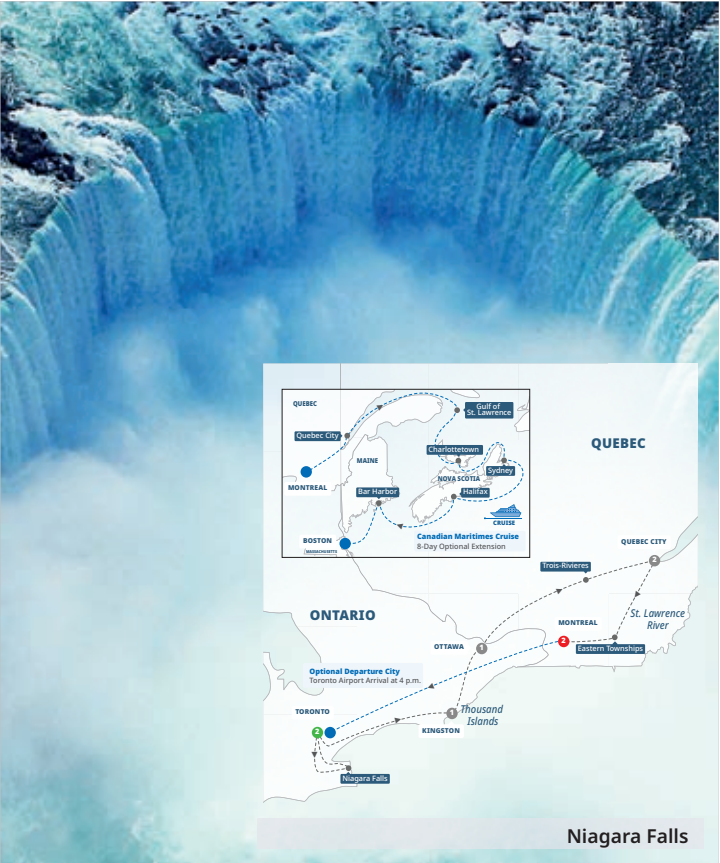 QUEBEC
Gulf of
St. Lawrence
Quebec City
Charlottetown
MAINE
Sydney
NOVA SCOTIA
MONTREAL
Bar Harbor
Halifax
CRUISE
BOSTON
MASSACHUSETTS
Canadian Maritimes Cruise
8-Day Optional Extension
QUEBEC
QUEBEC CITY
2
Trois-Rivieres
ONTARIO
St. Lawrence
River
MONTREAL
2
OTTAWA
1
Eastern Townships
Optional Departure City
Toronto Airport Arrival at 4 p.m.
TORONTO
2
1
Thousand
Islands
KINGSTON
Niagara Falls
Niagara Falls